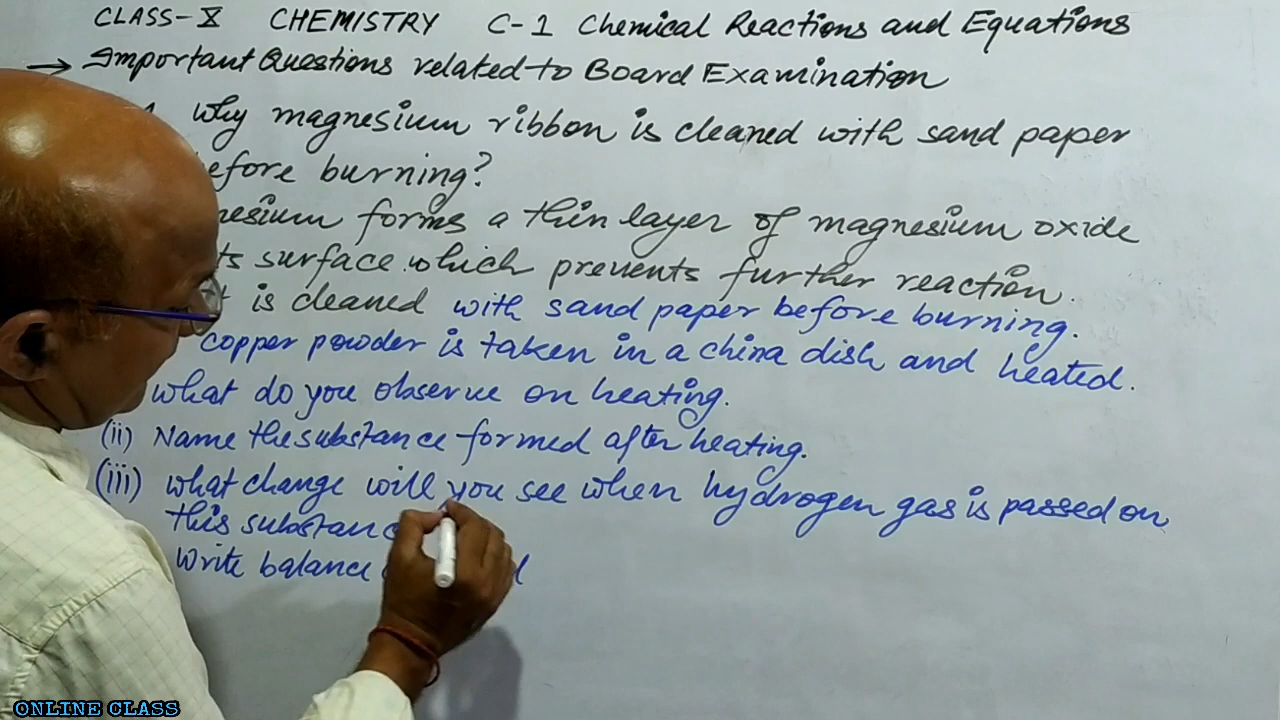 CLASS-X CHEMISTRY C-1 Chemical Reactions and Equations
→ Important Questions related to Board Examination
why magnesium ribbon is cleaned with sand paper
efore burning?
nesium forms a thin layer of magnesium oxide
ts surface which prevents further reaction.
t is cleaned with sand paper before burning.
copper powder is taken in a china dish and heated.
what do you observe on heating.
(ii) Name the substance formed after heating.
(iii) what change will you see when hydrogen gas is passed on
this substanc
write balance
ONLINE CLASS